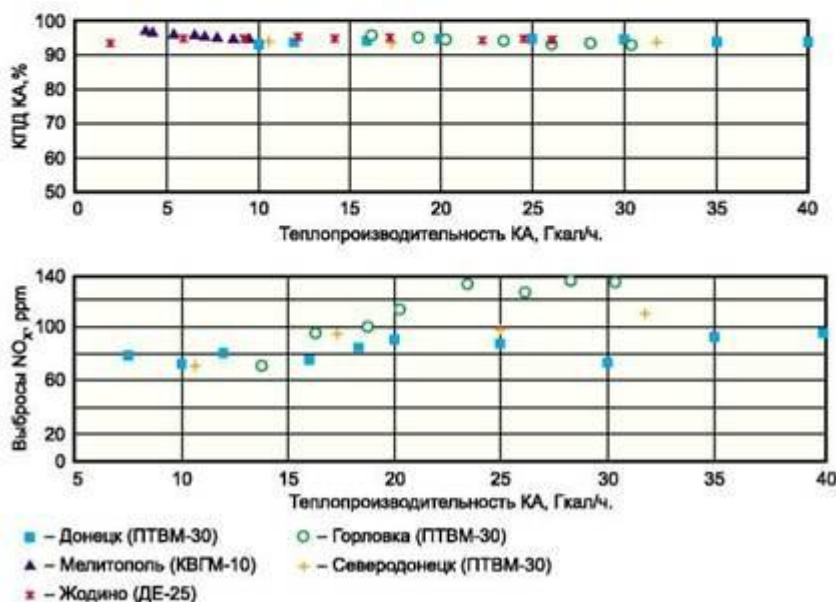 100
90
80
70
60
50
КПД КА,%
0 5 10 15 20 25 30 35 40
Теплопроизводительность КА, Гкал/ч.
140
100
60
20
0
Выбросы NOx, ppm
5 10 15 20 25 30 35 40
Теплопроизводительность КА, Гкал/ч.
– Донецк (ПТВМ-30)
– Горловка (ПТВМ-30)
– Мелитополь (КВГМ-10)
– Северодонецк (ПТВМ-30)
– Жодино (ДЕ-25)